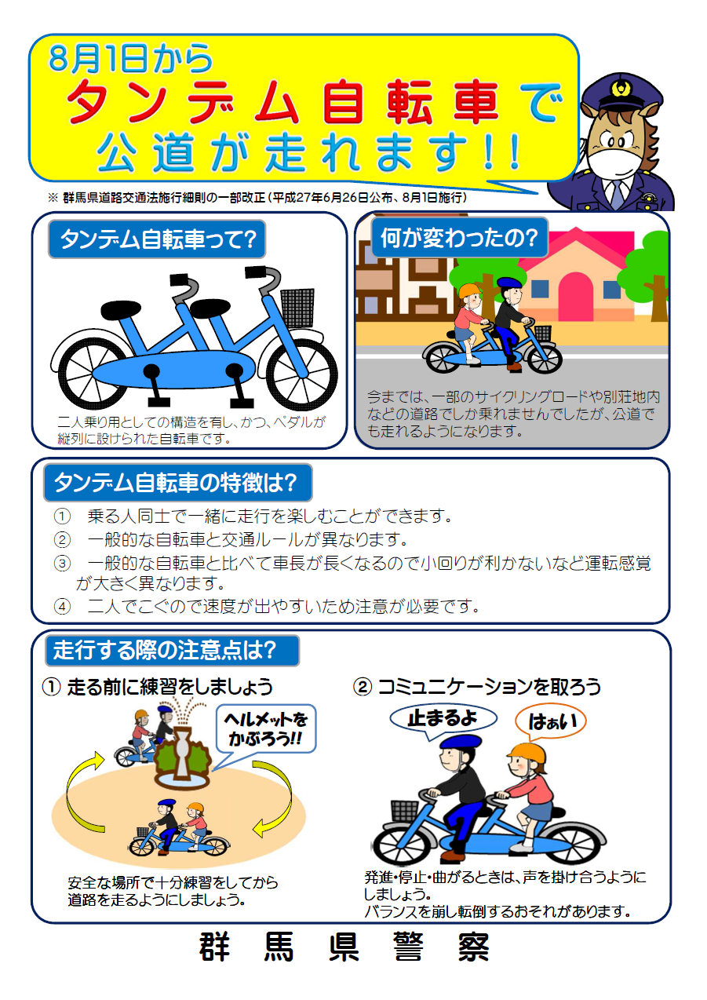 8月1日から
タンデム自転車で
公道が走れます!!
※ 群馬県道路交通法施行細則の一部改正(平成27年6月26日公布、8月1日施行)
タンデム自転車って?
二人乗り用としての構造を有し、かつ、ペダルが
縦列に設けられた自転車です。
何が変わったの?
今までは、一部のサイクリングロードや別荘地内
などの道路でしか乗れませんでしたが、公道で
も走れるようになります。
タンデム自転車の特徴は?
① 乗る人同士で一緒に走行を楽しむことができます。
② 一般的な自転車と交通ルールが異なります。
③ 一般的な自転車と比べて車長が長くなるので小回りが利かないなど運転感覚
が大きく異なります。
④ 二人でこぐので速度が出やすいため注意が必要です。
走行する際の注意点は?
① 走る前に練習をしましょう
ヘルメットを
かぶろう!!
安全な場所で十分練習をしてから
道路を走るようにしましょう。
② コミュニケーションを取ろう
止まるよ
はぁい
発進・停止・曲がるときは、声を掛け合うように
しましょう。
バランスを崩し転倒するおそれがあります。
群馬県警察